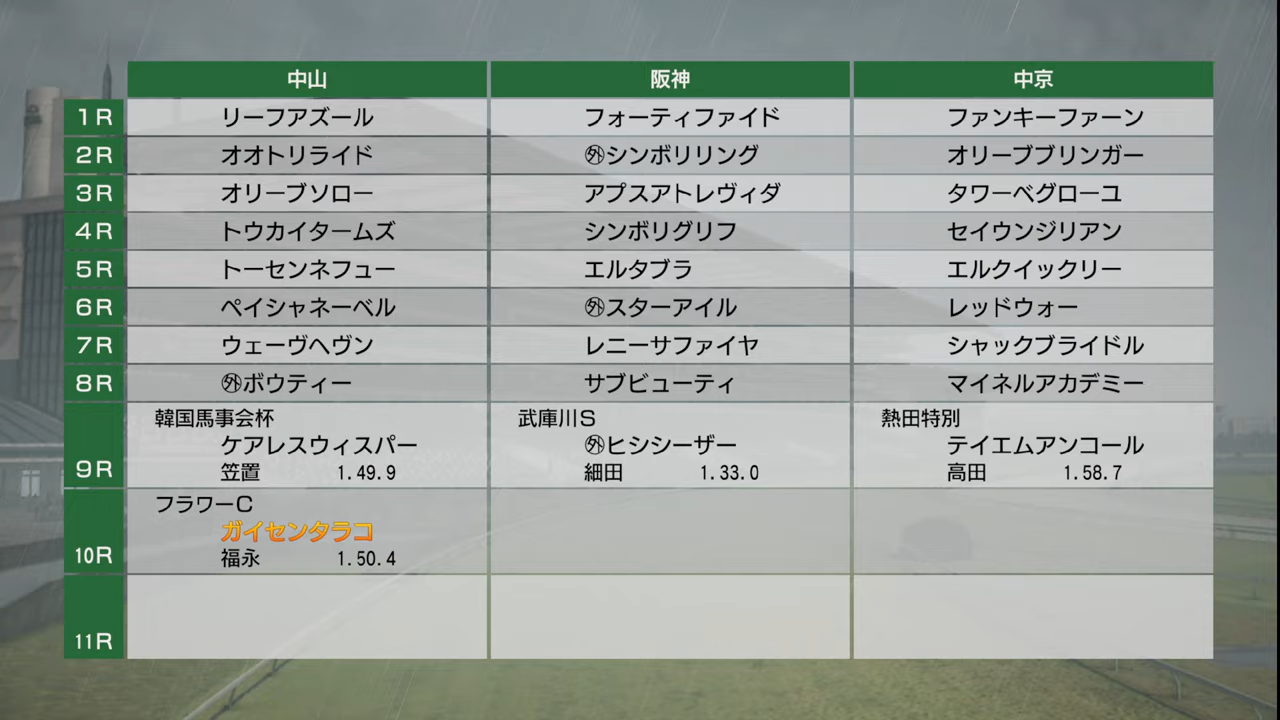 中山 阪神 中京
1R リーフアズール フォーティファイド ファンキーファーン
2R オオトリライド ㊕シンボリリング オリーブブリンガー
3R オリーブソロー アプスアトレヴィダ タワーベグローユ
4R トウカイタームズ シンボリグリフ セイウンジリアン
5R トーセンネフュー エルタブラ エルクイックリー
6R ペイシャネーベル 外スターアイル レッドウォー
7R ウェーヴヘヴン レニーサファイヤ シャックブライドル
8R 外ボウティー サブビューティ マイネルアカデミー
韓国馬事会杯 武庫川S 熱田特別
ケアレスウィスパー 外ヒシシーザー テイエムアンコール
9R 笠置 1.49.9 細田 1.33.0 高田 1.58.7
フラワーC
ガイセンタラコ
10R 福永 1.50.4
11R